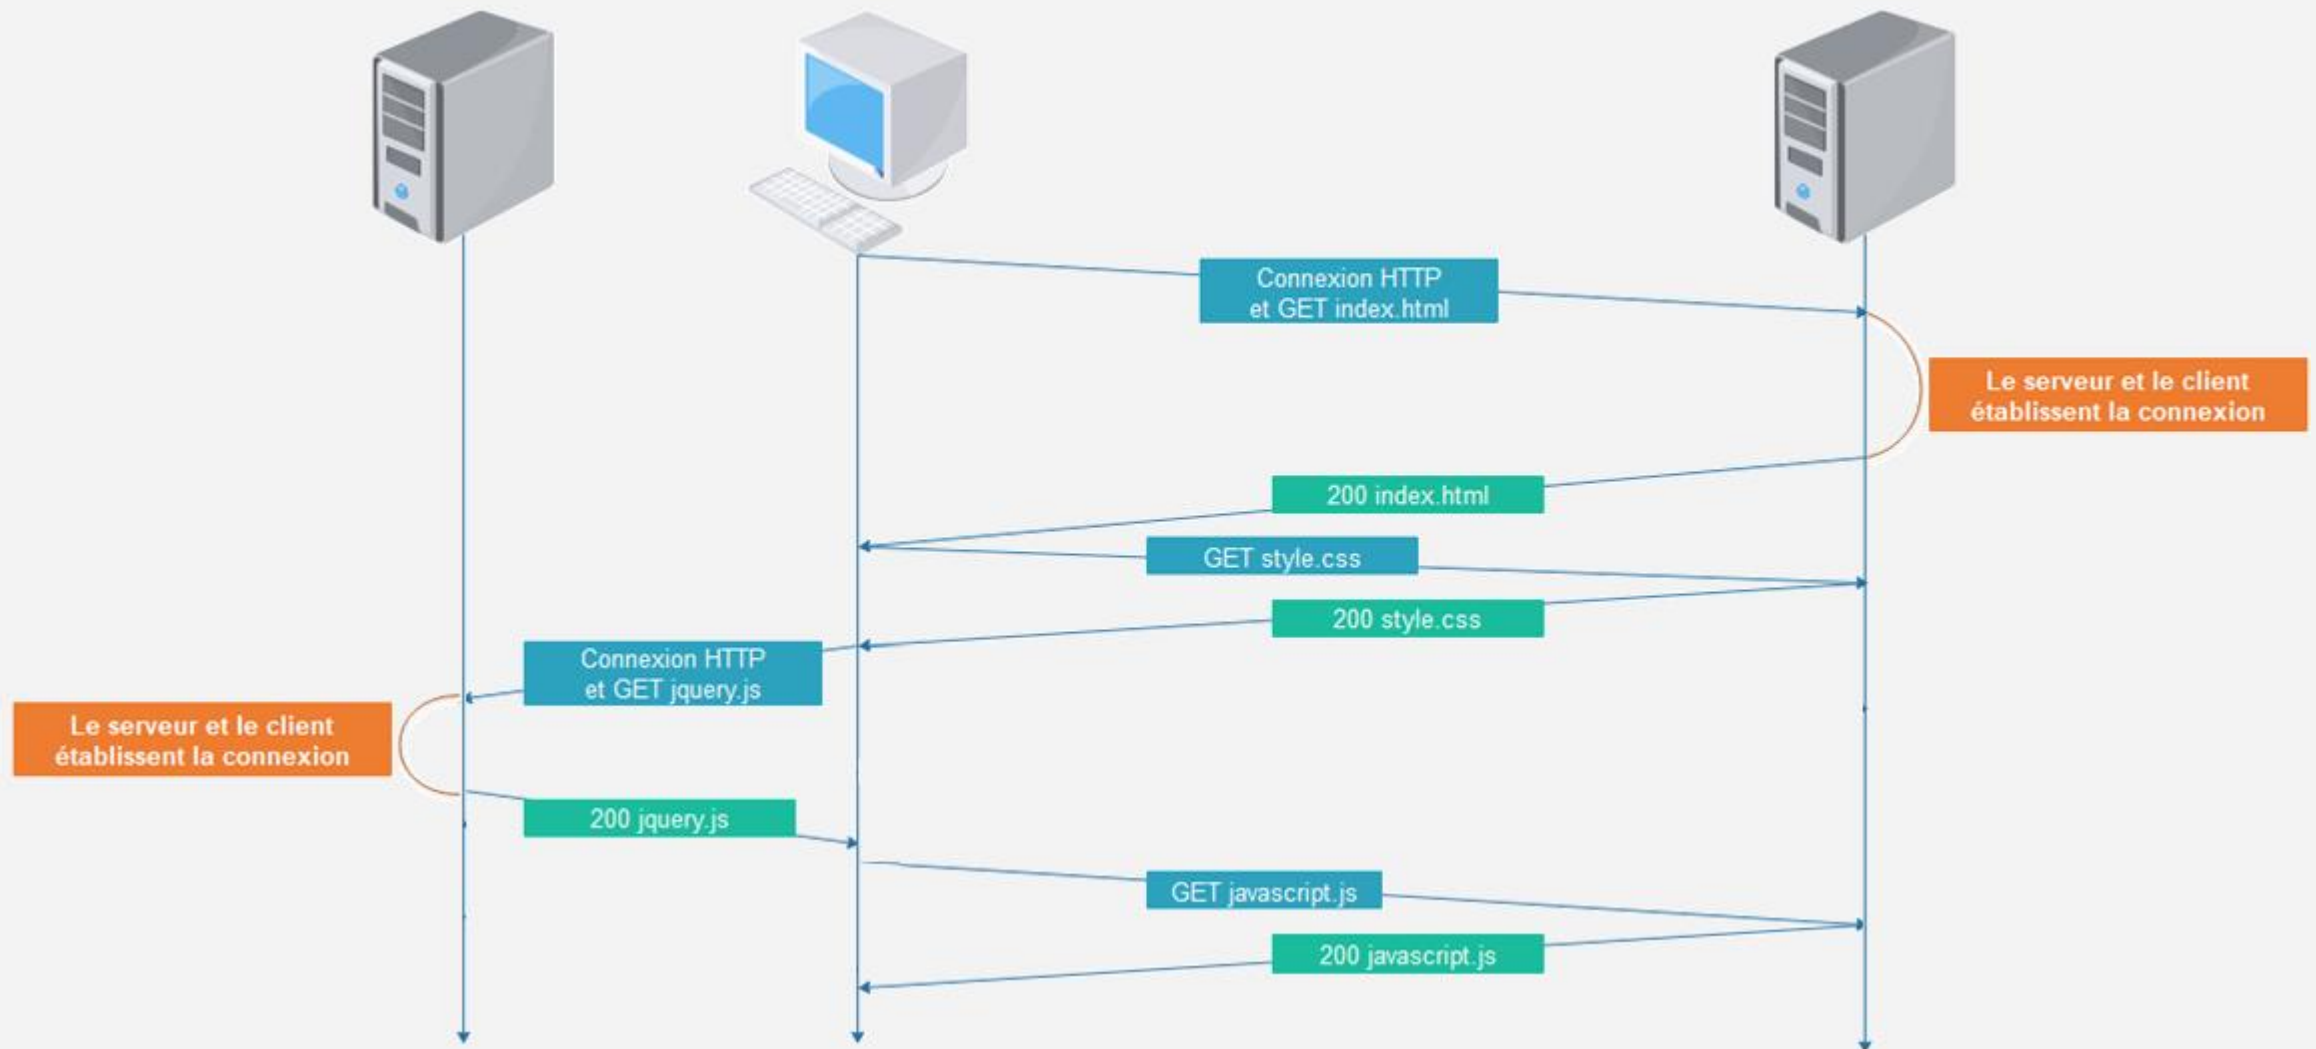 Connexion HTTP
et GET index.html
Le serveur et le client
établissent la connexion
200 index.html
GET style.css
200 style.css
Connexion HTTP
et GET jquery.js
Le serveur et le client
établissent la connexion
200 jquery.js
GET javascript.js
200 javascript.js